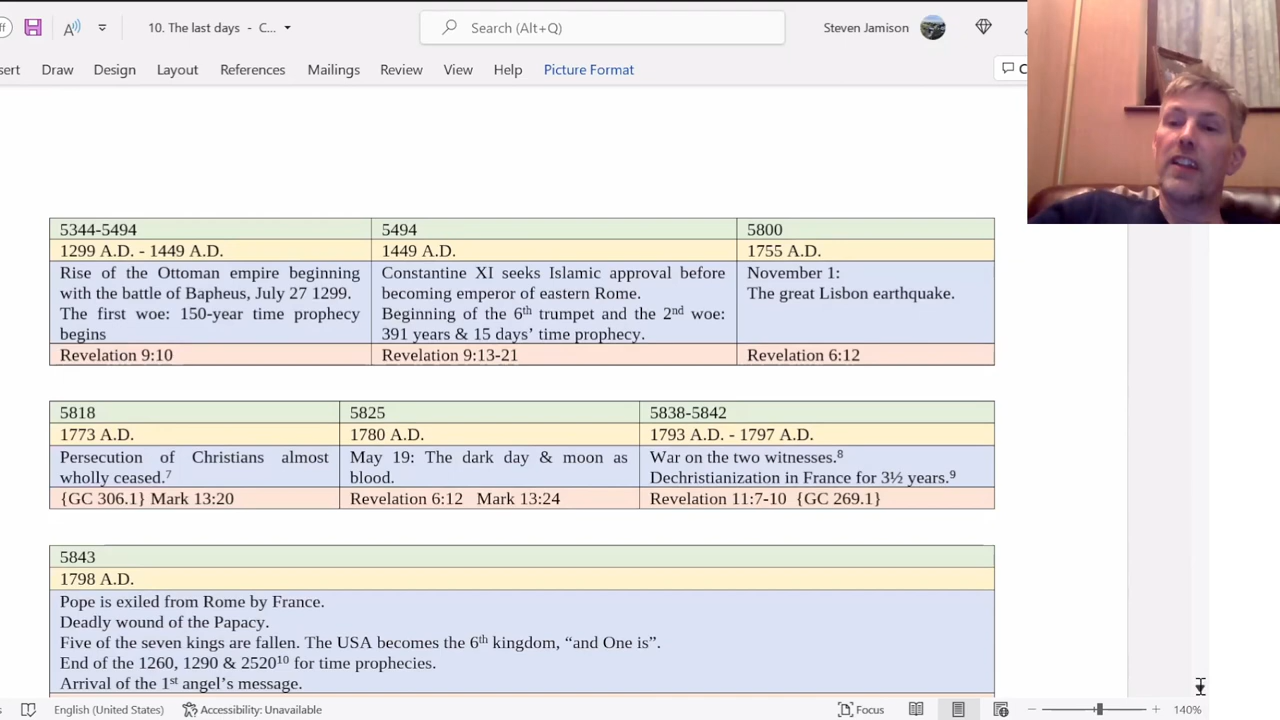 10. The last days - C...
Search (Alt+Q)
Steven Jamison
Draw Design Layout References Mailings Review View Help Picture Format
5344-5494 5494 5800
1299 A.D. - 1449 A.D. 1449 A.D. 1755 A.D.
Rise of the Ottoman empire beginning
with the battle of Bapheus, July 27 1299.
The first woe: 150-year time prophecy
begins
Constantine XI seeks Islamic approval before
becoming emperor of eastern Rome.
Beginning of the 6th trumpet and the 2nd woe:
391 years & 15 days’ time prophecy.
November 1:
The great Lisbon earthquake.
Revelation 9:10 Revelation 9:13-21 Revelation 6:12
5818 5825 5838-5842
1773 A.D. 1780 A.D. 1793 A.D. - 1797 A.D.
Persecution of Christians almost
wholly ceased.7
May 19: The dark day & moon as
blood.
War on the two witnesses.8
Dechristianization in France for 3½ years.9
{GC 306.1} Mark 13:20 Revelation 6:12 Mark 13:24 Revelation 11:7-10 {GC 269.1}
5843
1798 A.D.
Pope is exiled from Rome by France.
Deadly wound of the Papacy.
Five of the seven kings are fallen. The USA becomes the 6th kingdom, “and One is”.
End of the 1260, 1290 & 252010 for time prophecies.
Arrival of the 1st angel’s message.
English (United States) Accessibility: Unavailable Focus 140%